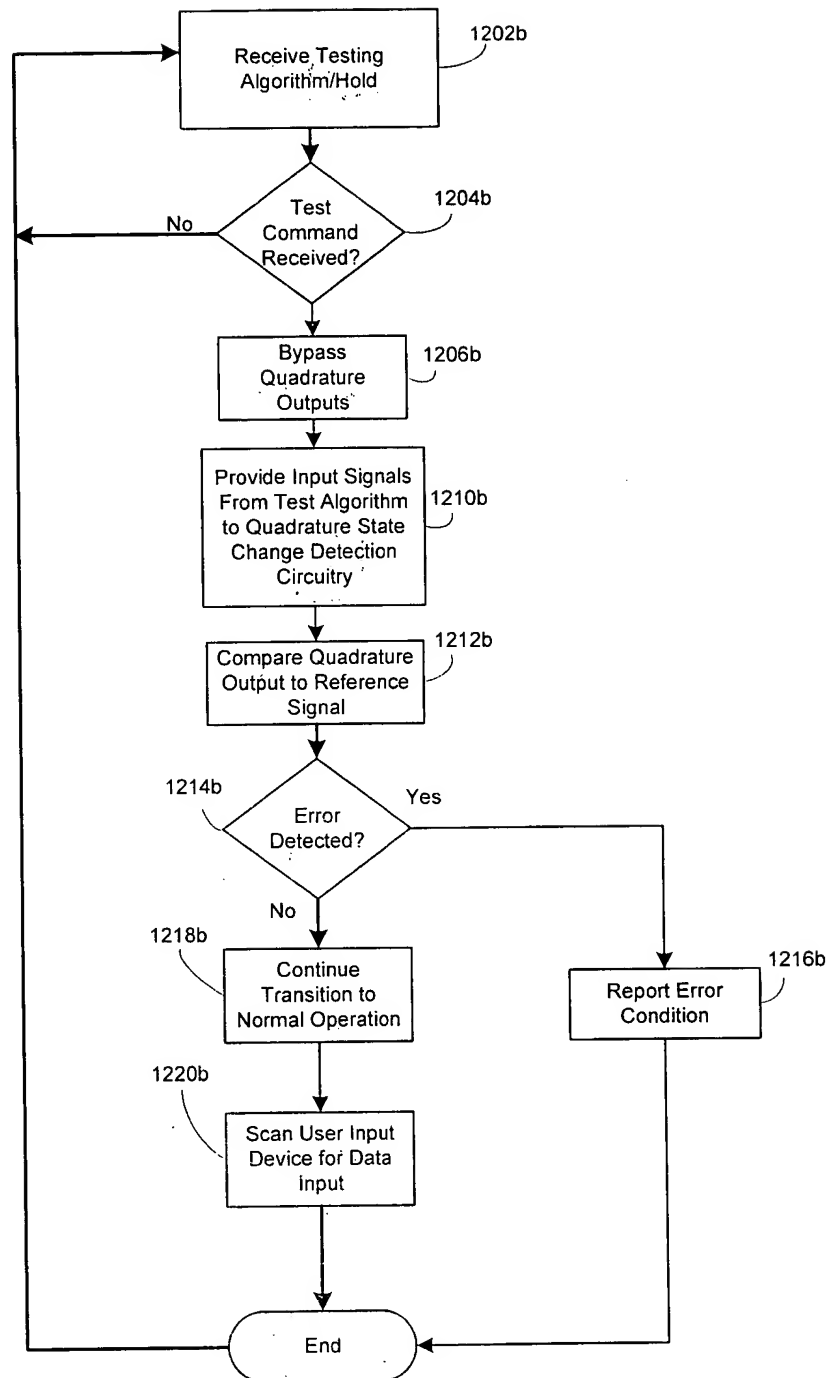 Receive Testing
Algorithm/Hold
1202b
Test
Command
Received?
1204b
No
Bypass
Quadrature
Outputs
1206b
Provide Input Signals
From Test Algorithm
to Quadrature State
Change Detection
Circuitry
1210b
Compare Quadrature
Output to Reference
Signal
1212b
1214b
Error
Detected?
Yes
No
1218b
Continue
Transition to
Normal Operation
Report Error
Condition
1216b
1220b
Scan User Input
Device for Data
Input
End